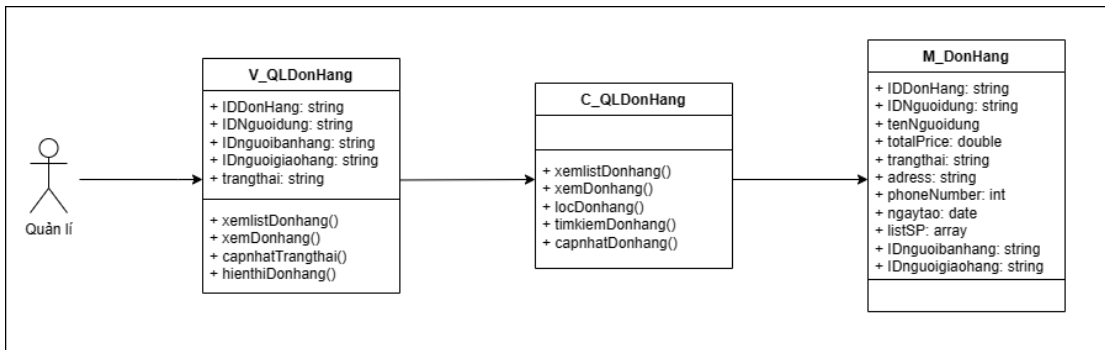 Quản lí
V_QLDonHang
+ IDDonHang: string
+ IDNguoidung: string
+ IDnguoibanhang: string
+ IDnguoigiaohang: string
+ trangthai: string
+ xemlistDonhang()
+ xemDonhang()
+ capnhatTrangthai()
+ hienthiDonhang()
C_QLDonHang
+ xemlistDonhang()
+ xemDonhang()
+ locDonhang()
+ timkiemDonhang()
+ capnhatDonhang()
M_DonHang
+ IDDonHang: string
+ IDNguoidung: string
+ tenNguoidung
+ totalPrice: double
+ trangthai: string
+ adress: string
+ phoneNumber: int
+ ngaytao: date
+ listSP: array
+ IDnguoibanhang: string
+ IDnguoigiaohang: string